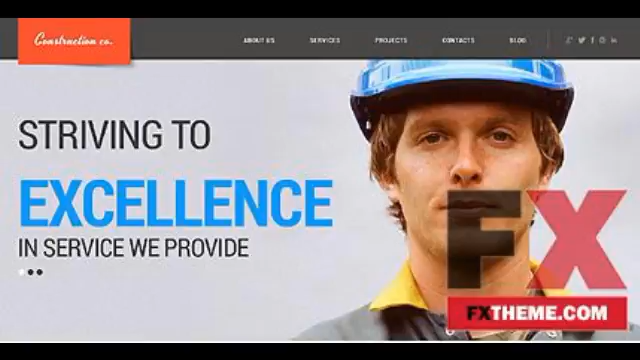 Construction co.
ABOUT US SERVICES PROJECTS CONTACTS BLOG
STRIVING TO
EXCELLENCE
IN SERVICE WE PROVIDE
FX
FXTHEME.COM